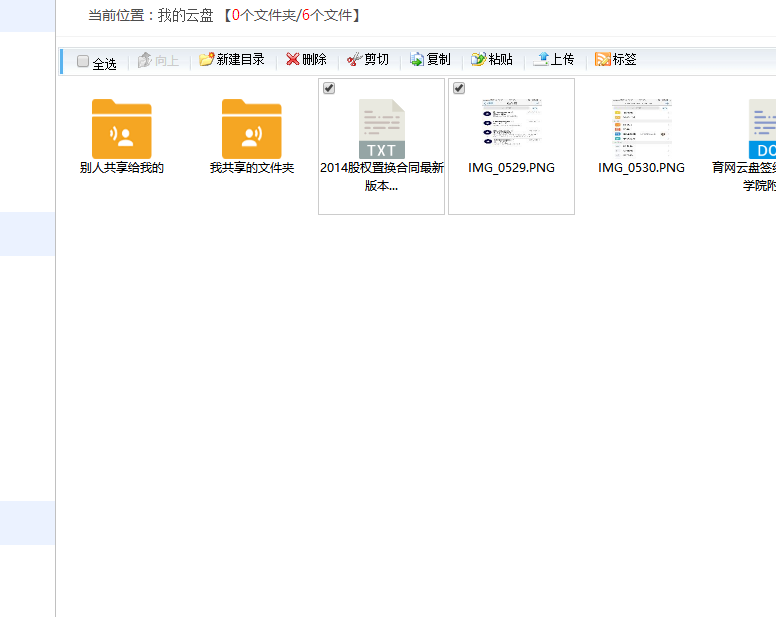 当前位置：我的云盘 【0个文件夹/6个文件】
全选 向上 新建目录 删除 剪切 复制 粘贴 上传 标签
TXT
别人共享给我的 我共享的文件夹 2014股权置换合同最新版本... IMG_0529.PNG IMG_0530.PNG
育网云盘
学院附